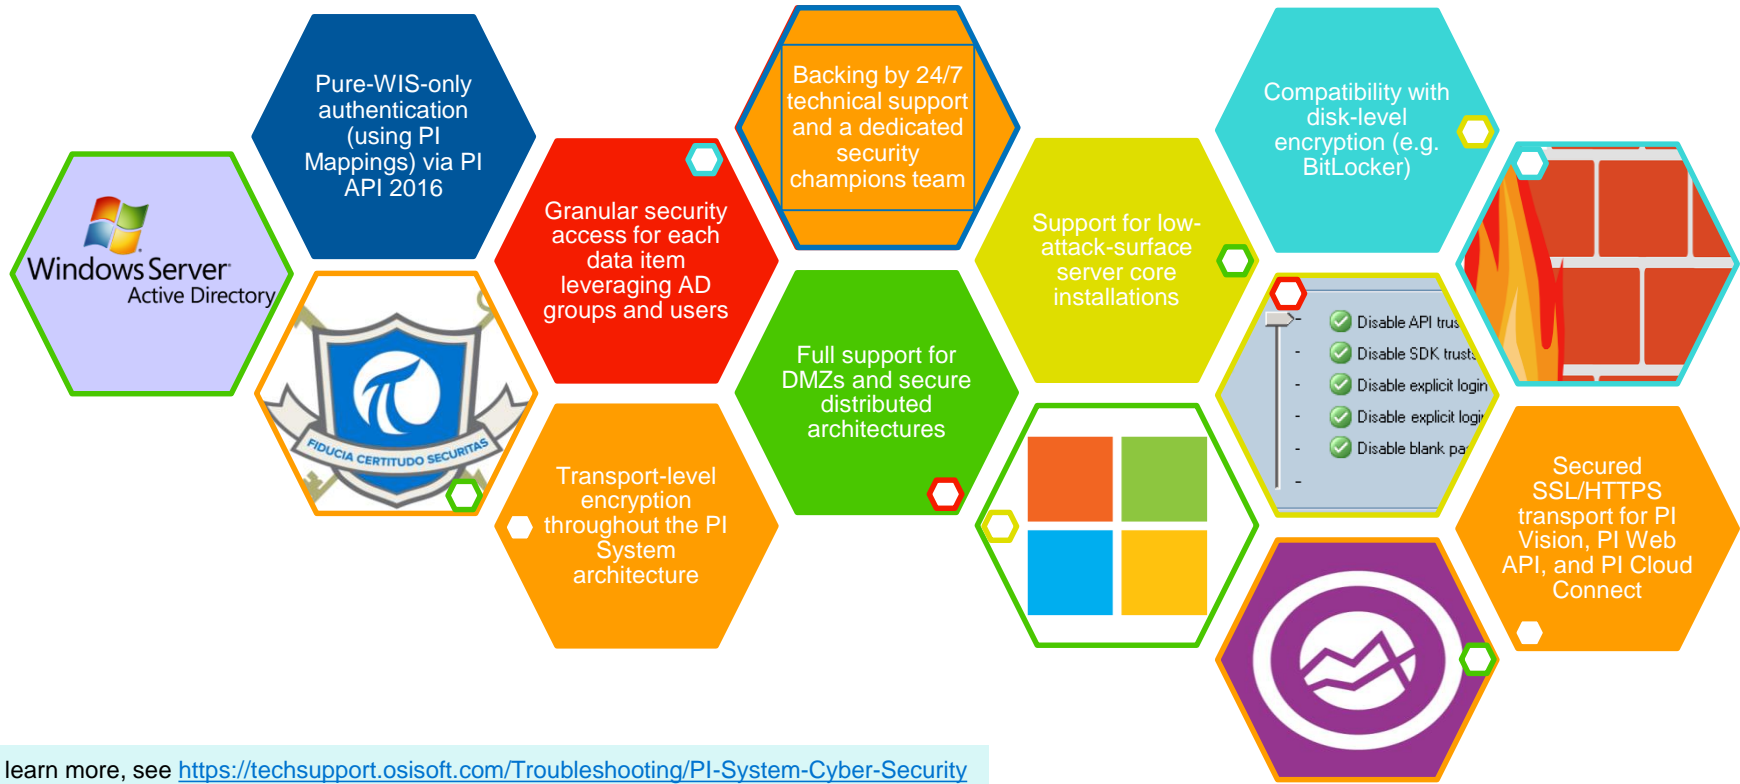 Windows Server
Active Directory
Pure-WIS-only
authentication
(using PI
Mappings) via PI
API 2016
FIDUCIA CERTITUDO SECURITAS
Granular security
access for each
data item
leveraging AD
groups and users
Transport-level
encryption
throughout the PI
System
architecture
Backing by 24/7
technical support
and a dedicated
security
champions team
Full support for
DMZs and secure
distributed
architectures
Support for low-
attack-surface
server core
installations
Compatibility with
disk-level
encryption (e.g.
BitLocker)
- Disable API trus
- Disable SDK trusts
- Disable explicit login
- Disable explicit logi
- Disable blank pa
-
Secured
SSL/HTTPS
transport for PI
Vision, PI Web
API, and PI Cloud
Connect
learn more, see https://techsupport.osisoft.com/Troubleshooting/PI-System-Cyber-Security